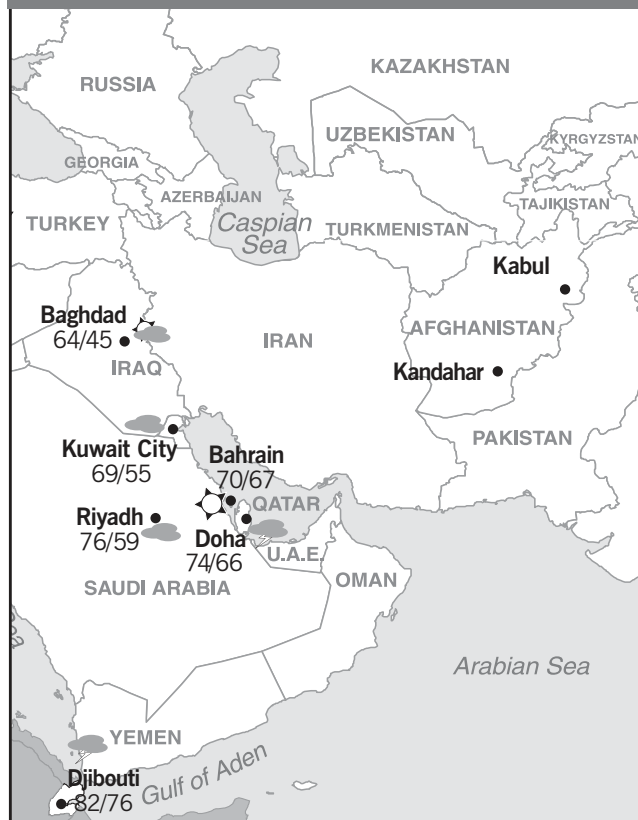 KAZAKHSTAN
RUSSIA
UZBEKISTAN
KYRGYZSTAN
GEORGIA
AZERBAIJAN
TAJIKISTAN
TURKEY
Caspian
Sea
TURKMENISTAN
Kabul
Baghdad
64/45
IRAN
AFGHANISTAN
IRAQ
Kandahar
PAKISTAN
Kuwait City
69/55
Bahrain
70/67
QATAR
Riyadh
76/59
Doha
74/66
U.A.E.
SAUDI ARABIA
OMAN
Arabian Sea
YEMEN
Djibouti
82/76
Gulf of Aden